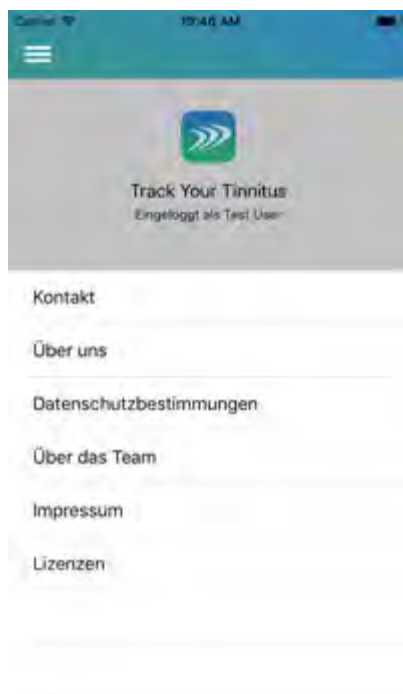 Carrier 10:46 AM
Track Your Tinnitus
Eingeloggt als Test User
Kontakt
Über uns
Datenschutzbestimmungen
Über das Team
Impressum
Lizenzen